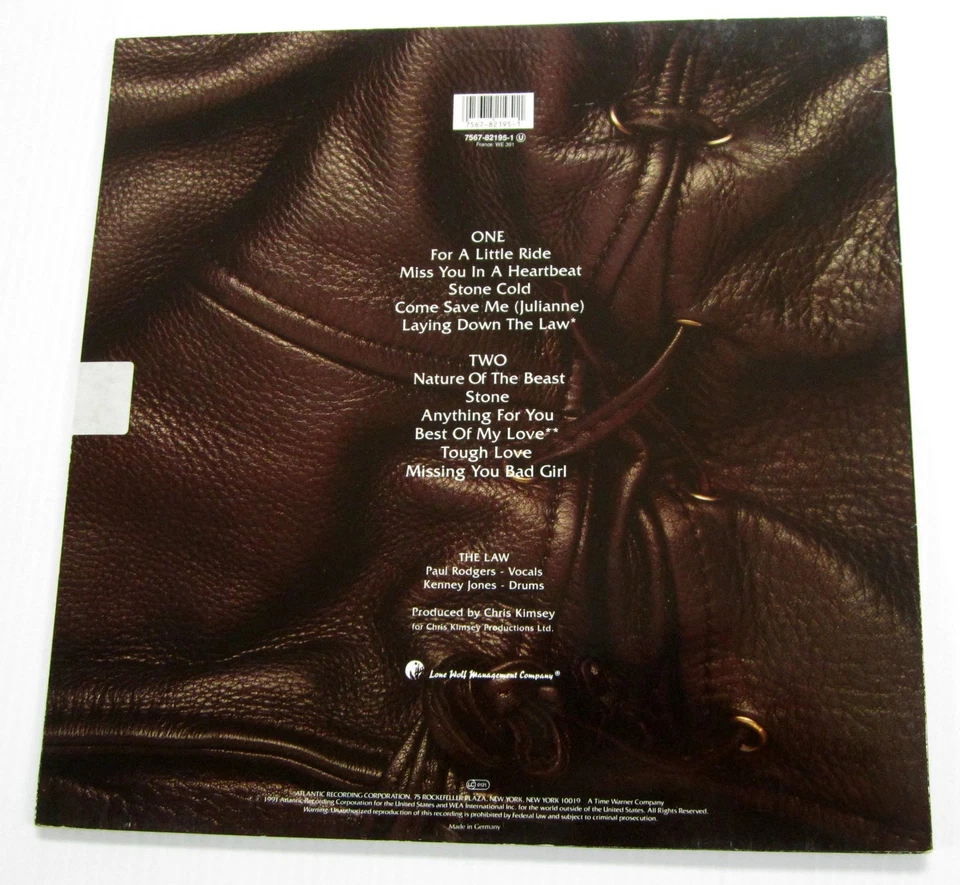 7567-82195-1
7567-82195-1 U
France: WE 391
ONE
For A Little Ride
Miss You In A Heartbeat
Stone Cold
Come Save Me (Julianne)
Laying Down The Law*
TWO
Nature Of The Beast
Stone
Anything For You
Best Of My Love**
Tough Love
Missing You Bad Girl
THE LAW
Paul Rodgers - Vocals
Kenney Jones - Drums
Produced by Chris Kimsey
for Chris Kimsey Productions Ltd.
Lone Wolf Management Company®
LC 0121
ATLANTIC RECORDING CORPORATION, 75 ROCKEFELLER PLAZA, NEW YORK, NEW YORK 10019 A Time Warner Company
1991 Atlantic Recording Corporation for the United States and WEA International Inc. for the world outside of the United States. All Rights Reserved.
Warning: Unauthorized reproduction of this recording is prohibited by Federal law and subject to criminal prosecution.
Made in Germany